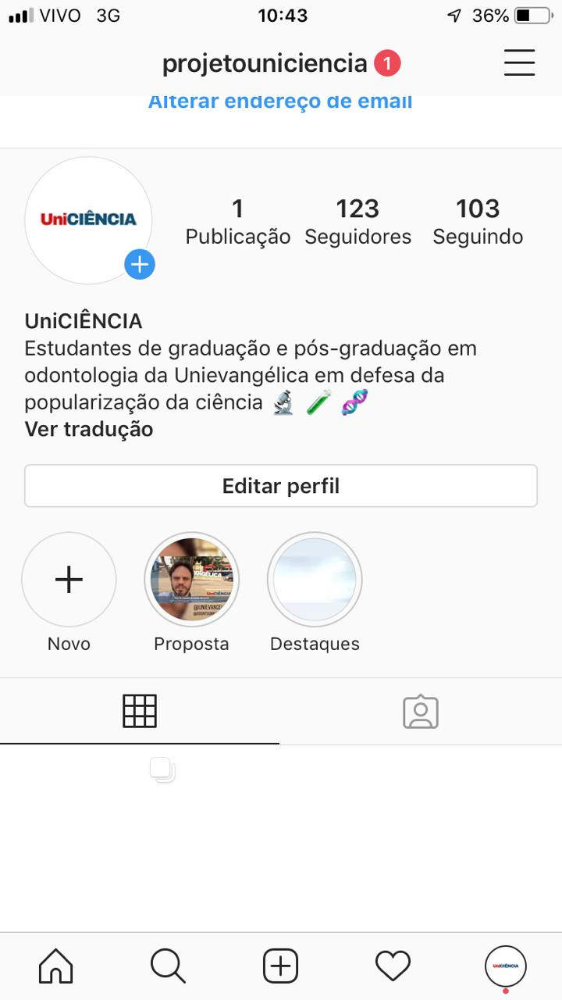 VIVO 3G 10:43 36%
projetouniciencia 1
Alterar endereço de email
UniCIÊNCIA
1 123 103
Publicação Seguidores Seguindo
UniCIÊNCIA
Estudantes de graduação e pós-graduação em
odontologia da Unievangélica em defesa da
popularização da ciência 🔬 🧪 🧬
Ver tradução
Editar perfil
UniCIÊNCIA
Novo Proposta Destaques
UniCIÊNCIA